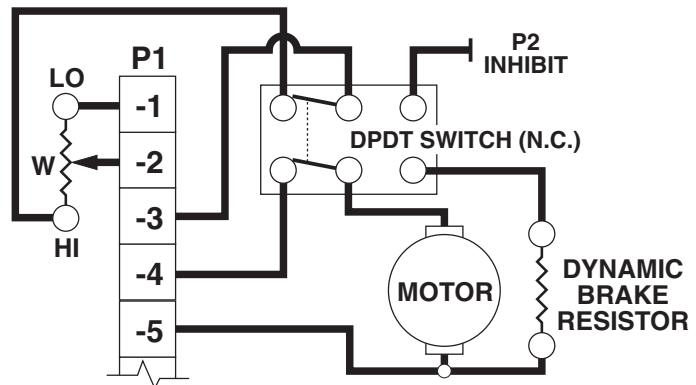 P1
LO
W
HI
-1
-2
-3
-4
-5
P2
INHIBIT
DPDT SWITCH (N.C.)
MOTOR
DYNAMIC
BRAKE
RESISTOR